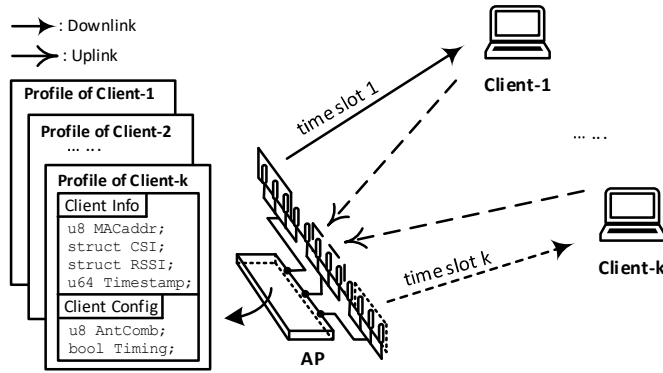 : Downlink
: Uplink
Profile of Client-1
Profile of Client-2
... ...
Profile of Client-k
Client Info
u8 MACaddr;
struct CSI;
struct RSSI;
u64 Timestamp;
Client Config
u8 AntComb;
bool Timing;
time slot 1
Client-1
... ...
time slot k
Client-k
AP